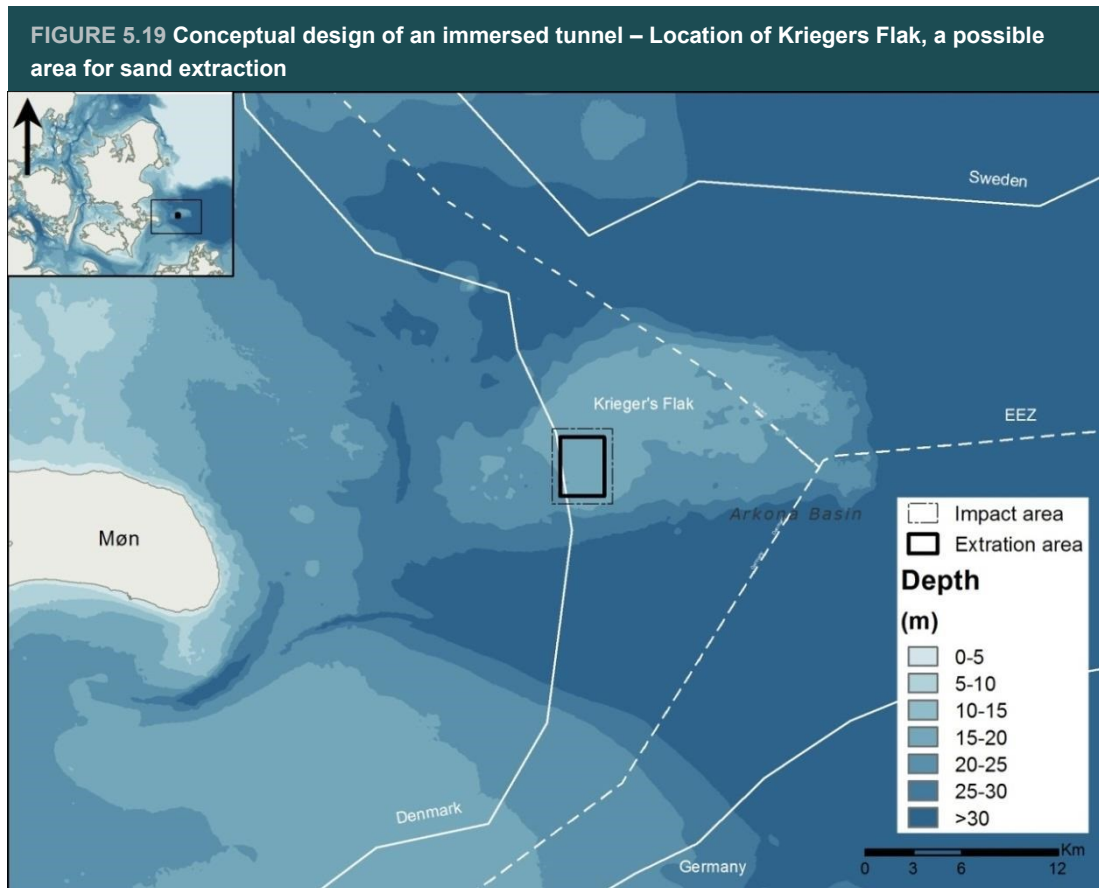 FIGURE 5.19 Conceptual design of an immersed tunnel – Location of Kriegers Flak, a possible
area for sand extraction
Sweden
Krieger's Flak
EEZ
Arkona Basin
Møn
Denmark
Germany
Impact area
Extration area
Depth
(m)
0-5
5-10
10-15
15-20
20-25
25-30
>30
Km
0 3 6 12